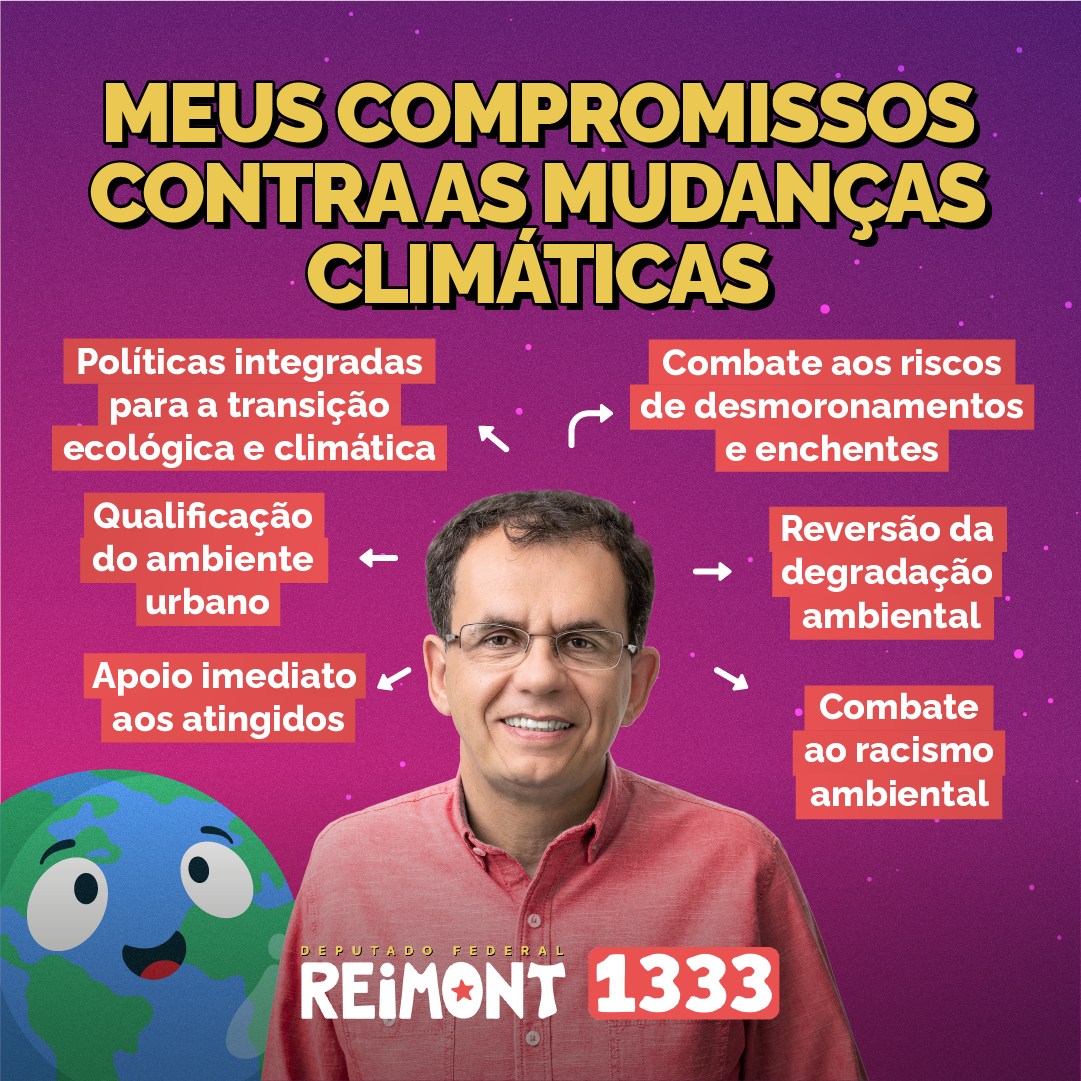 MEUS COMPROMISSOS
CONTRA AS MUDANÇAS
CLIMÁTICAS
Políticas integradas
para a transição
ecológica e climática
Combate aos riscos
de desmoronamentos
e enchentes
Qualificação
do ambiente
urbano
Reversão da
degradação
ambiental
Apoio imediato
aos atingidos
Combate
ao racismo
ambiental
DEPUTADO FEDERAL
REiMONT 1333